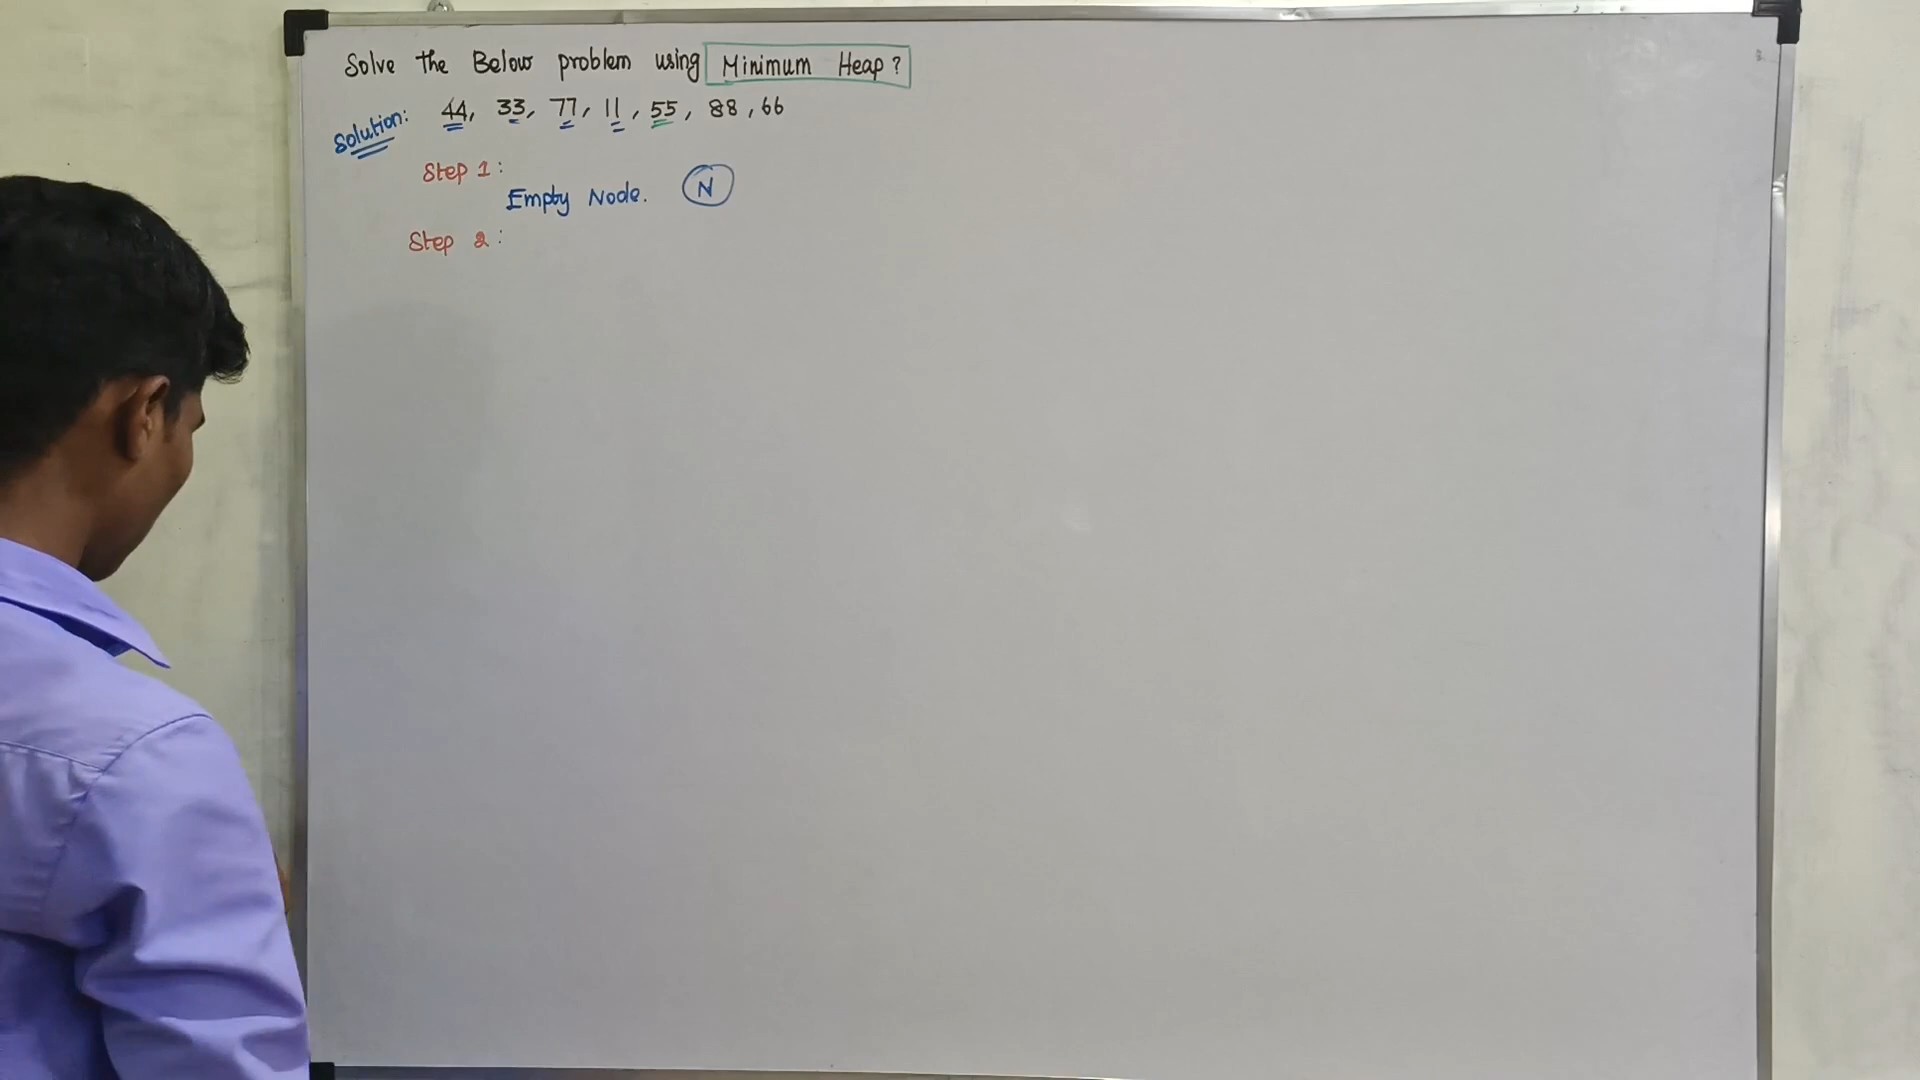 Solve the Below problem using Minimum Heap?
Solution: 44, 33, 77, 11, 55, 88, 66
Step 1:
Empty Node. N
Step 2: